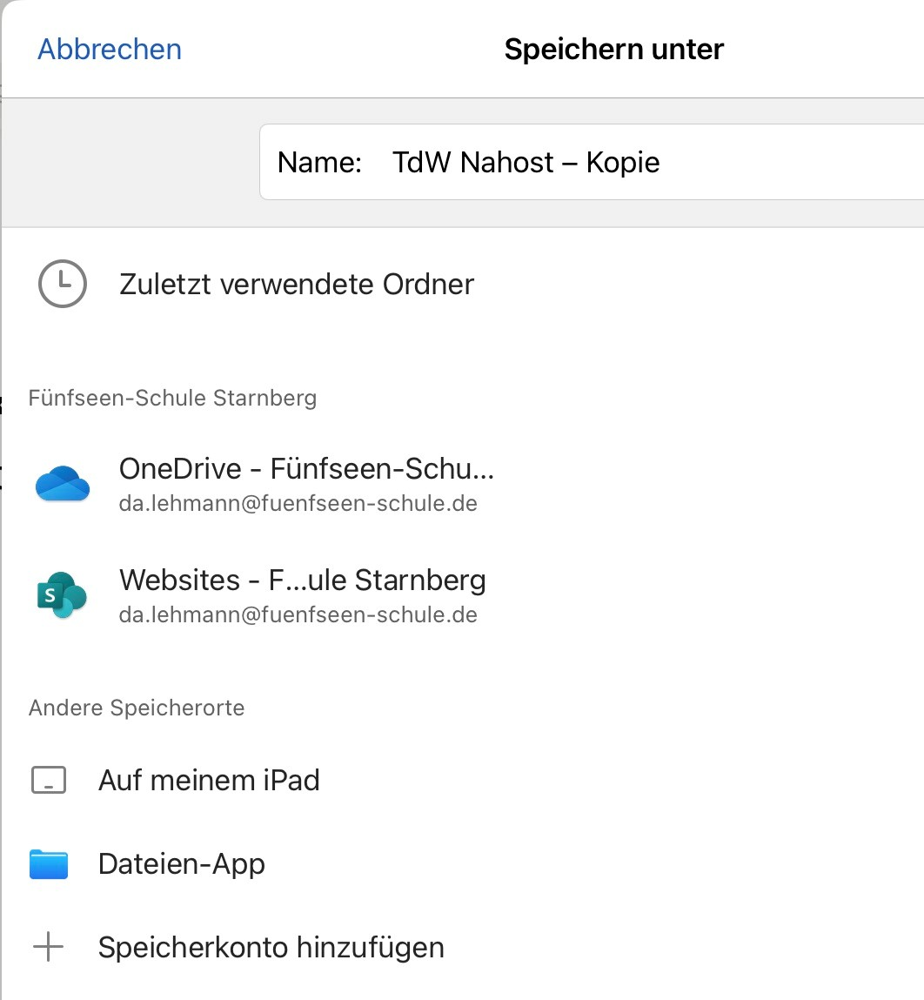 Abbrechen
Speichern unter
Name: TdW Nahost – Kopie
Zuletzt verwendete Ordner
Fünfseen-Schule Starnberg
OneDrive - Fünfseen-Schu...
da.lehmann@fuenfseen-schule.de
S
Websites - F...ule Starnberg
da.lehmann@fuenfseen-schule.de
Andere Speicherorte
Auf meinem iPad
Dateien-App
Speicherkonto hinzufügen